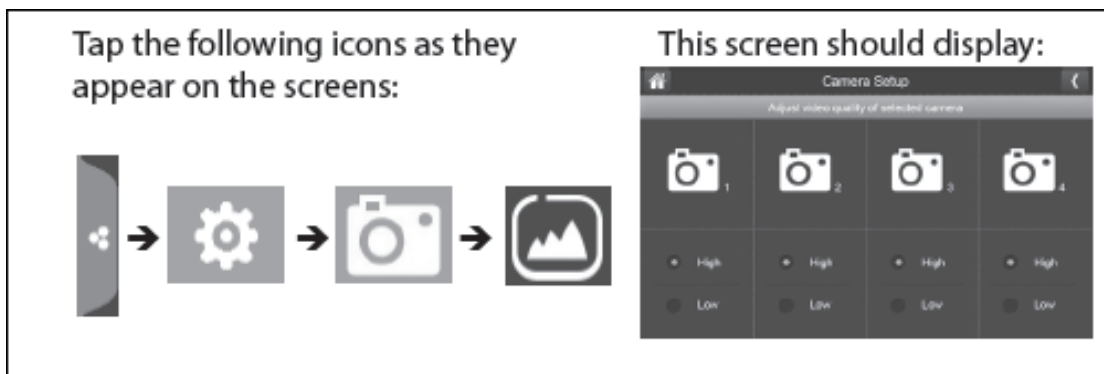 Tap the following icons as they
appear on the screens:
This screen should display:
Camera Setup
Adjust video quality of selected camera
1 2 3 4
High High High High
Low Low Low Low